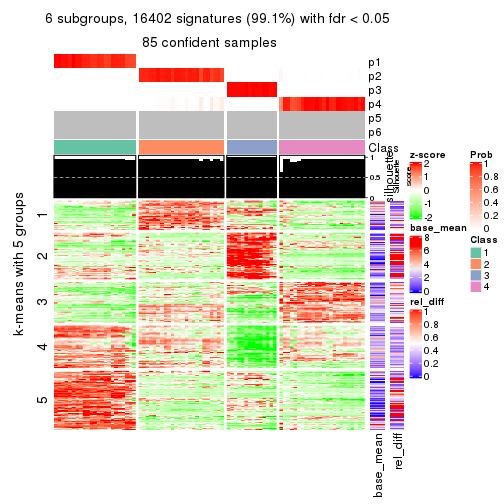 6 subgroups, 16402 signatures (99.1%) with fdr < 0.05
85 confident samples
p1
p2
p3
p4
p5
p6
Class
1
0.5
0
silhouette
Silhouette
score
k-means with 5 groups
1
2
3
4
5
base_mean
rel_diff
z-score
2
1
0
-1
-2
base_mean
8
6
4
2
0
rel_diff
1
0.8
0.6
0.4
0.2
0
Prob
1
0.8
0.6
0.4
0.2
0
Class
1
2
3
4